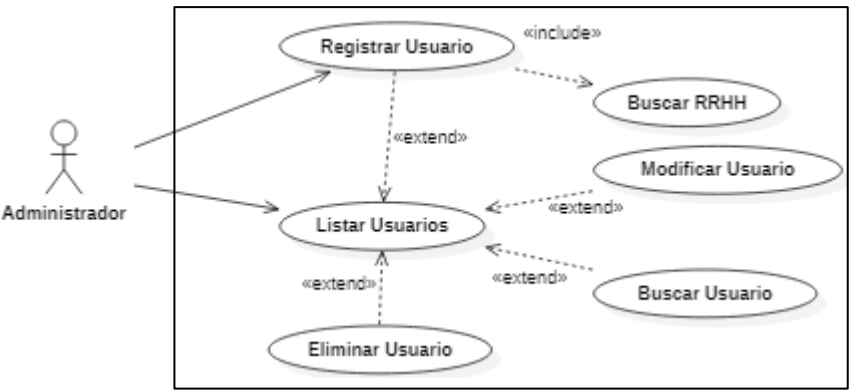 «include»
Registrar Usuario
Buscar RRHH
«extend»
Modificar Usuario
«extend»
Administrador
Listar Usuarios
«extend»
«extend»
Buscar Usuario
Eliminar Usuario